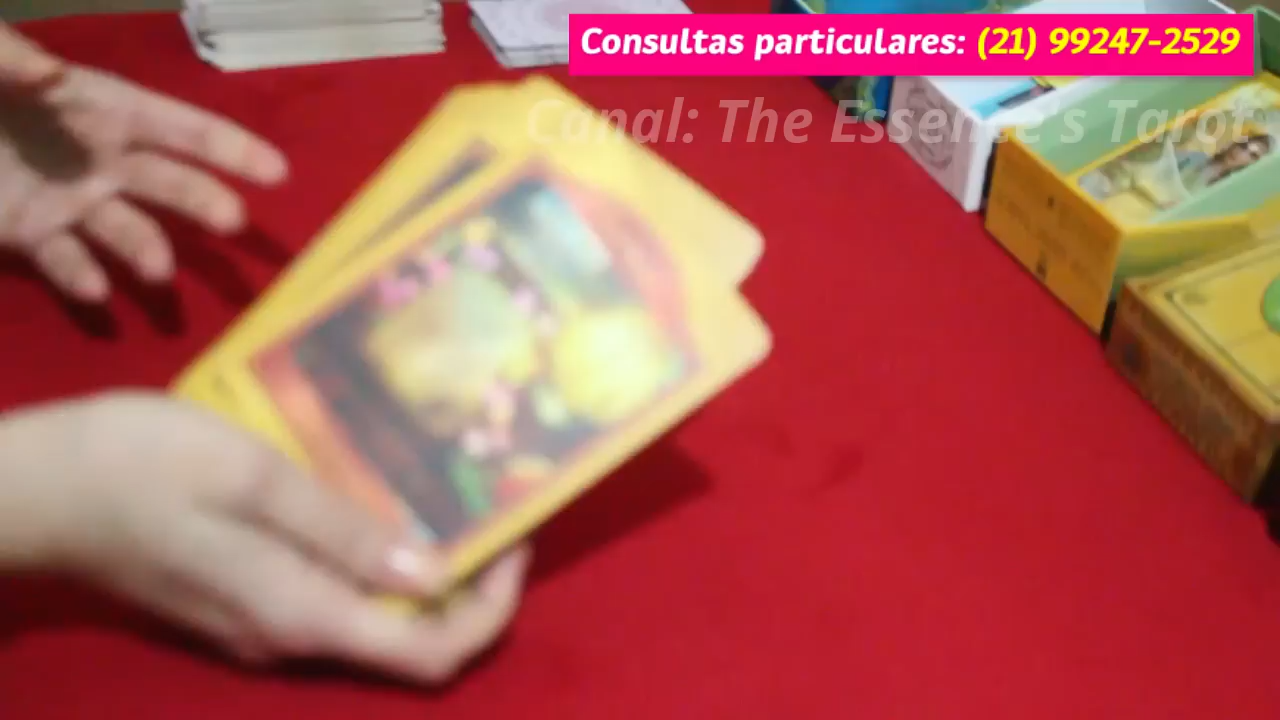 Consultas particulares: (21) 99247-2529
Canal: The Essence's Tarot